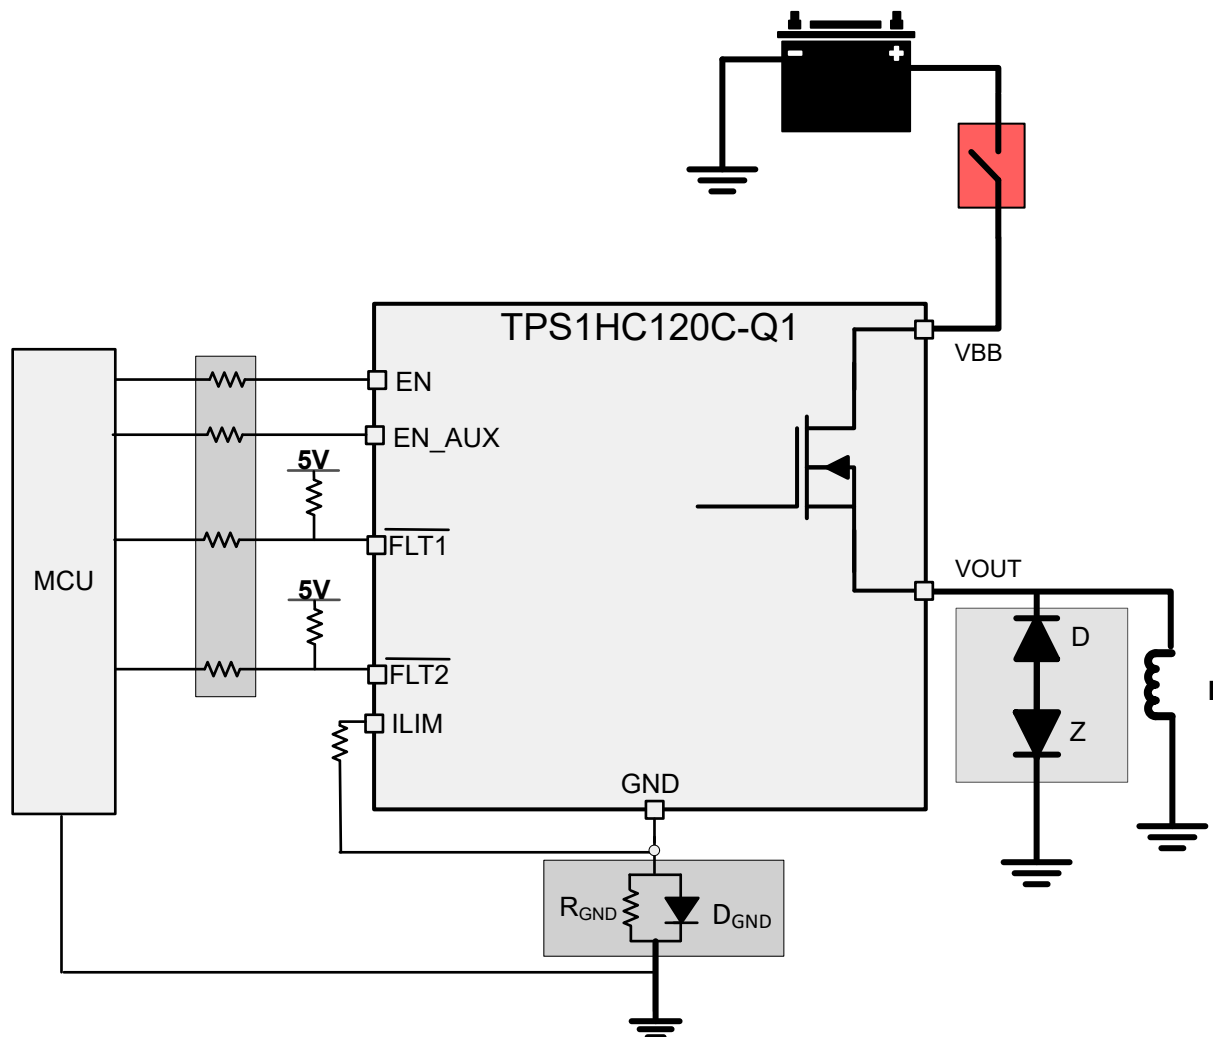 - +
TPS1HC120C-Q1
VBB
EN
EN_AUX
5V
FLT1
MCU
5V
VOUT
D
FLT2
Z
ILIM
GND
RGND
DGND